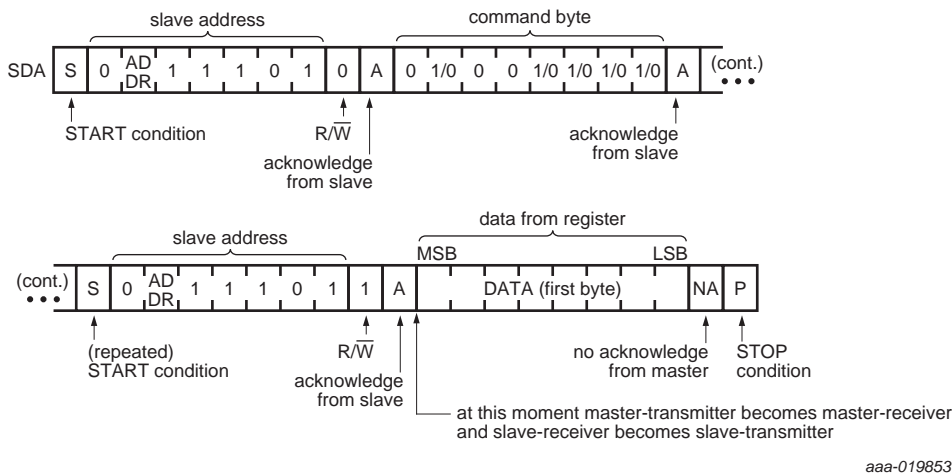 slave address
command byte
SDA S 0 AD DR 1 1 1 0 1 0 A 0 1/0 0 0 1/0 1/0 1/0 1/0 A (cont.)
START condition
R/W
acknowledge
from slave
acknowledge
from slave
data from register
slave address
MSB LSB
(cont.) S 0 AD DR 1 1 1 0 1 1 A DATA (first byte) NA P
(repeated)
START condition
R/W
acknowledge
from slave
no acknowledge
from master
STOP
condition
at this moment master-transmitter becomes master-receiver
and slave-receiver becomes slave-transmitter
aaa-019853